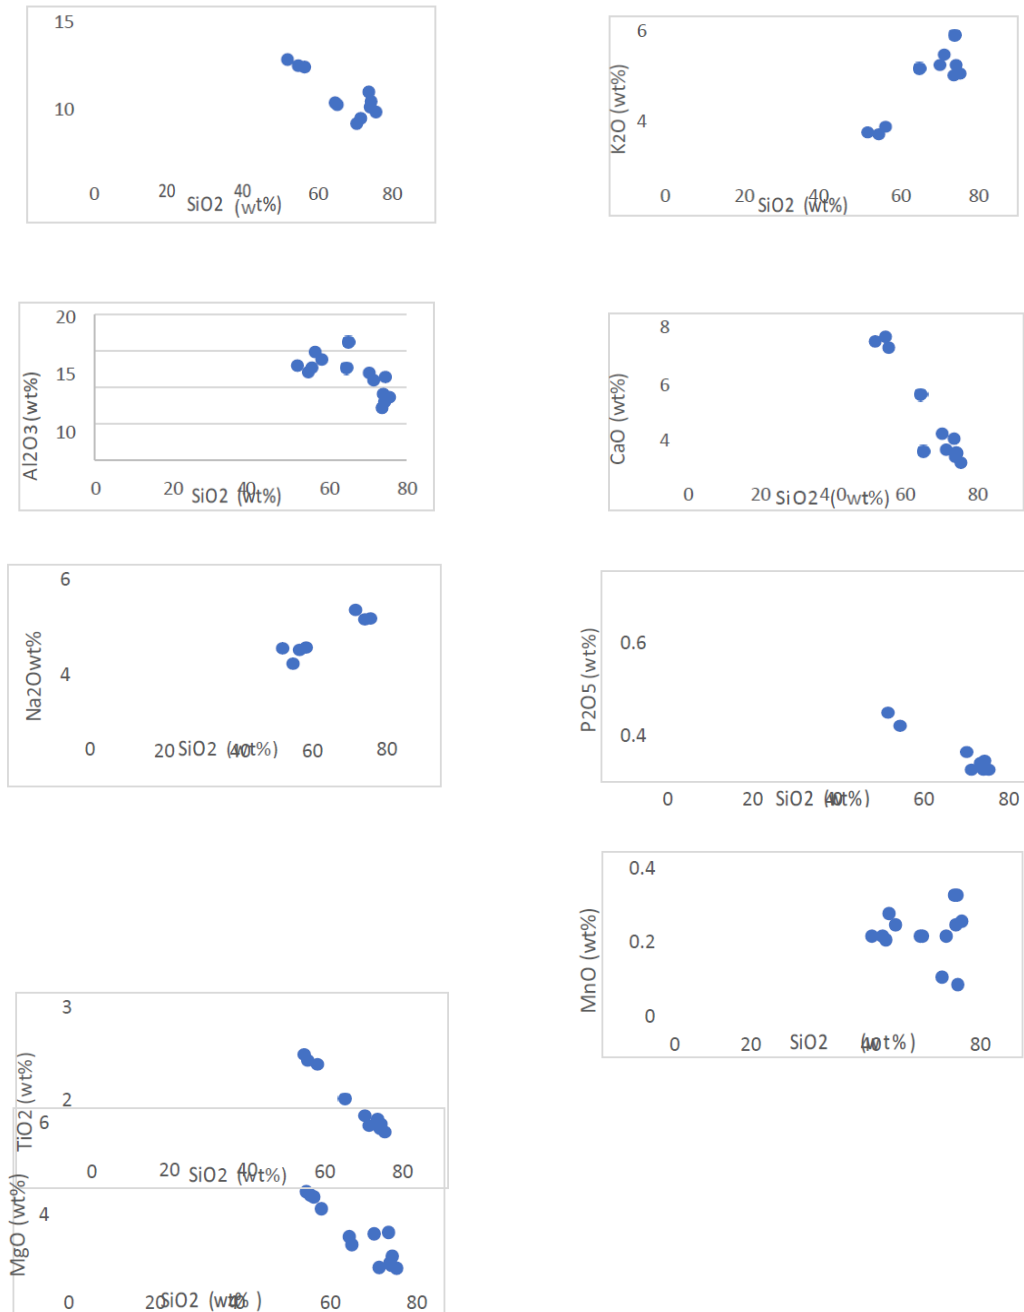 15
10
0 20 40 60 80
SiO2 (wt%)
6
K2O (wt%)
4
0 20 40 60 80
SiO2 (wt%)
20
15
Al2O3(wt%)
10
0 20 40 60 80
SiO2 (wt%)
8
6
CaO (wt%)
4
0 20 40 60 80
SiO2 (wt%)
6
Na2Owt%
4
0 20 40 60 80
SiO2 (wt%)
0.6
P2O5 (wt%)
0.4
0 20 40 60 80
SiO2 (wt%)
0.4
MnO (wt%)
0.2
0
0 20 40 80
SiO2 (wt%)
3
TiO2 (wt%)
2
0 20 40 60 80
SiO2 (wt%)
6
MgO (wt%)
4
0 20 40 60 80
SiO2 (wt%)